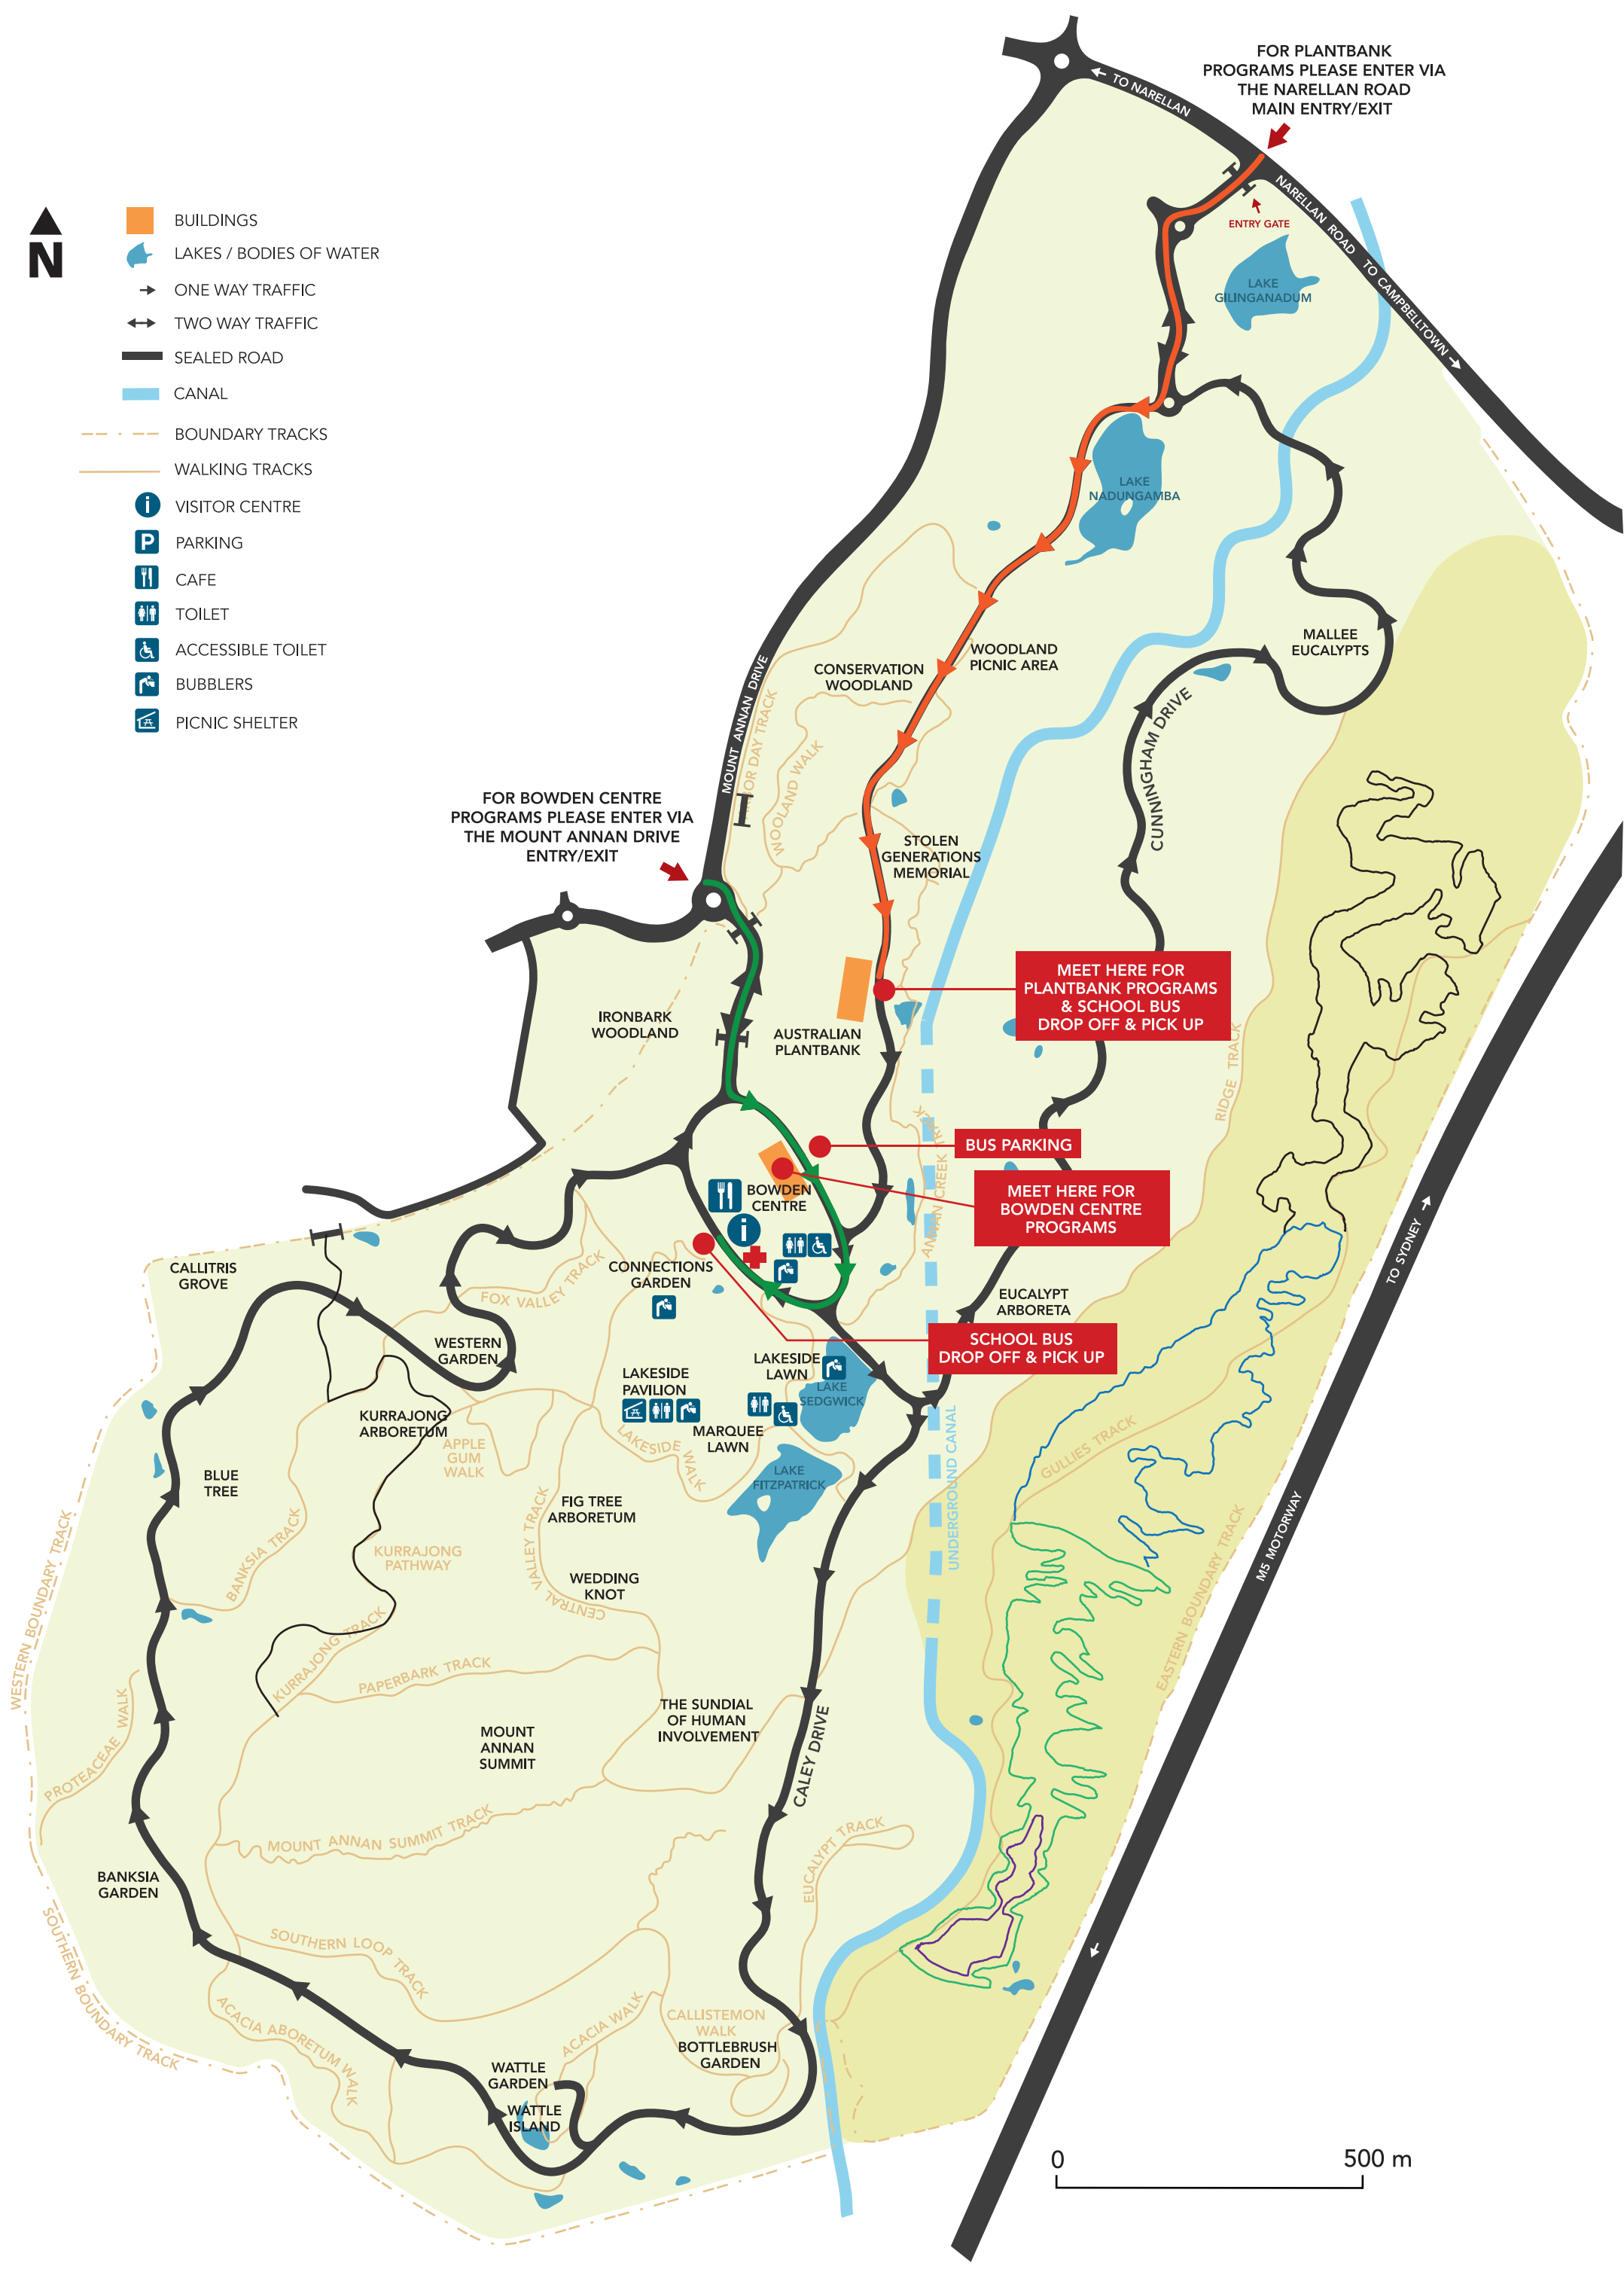 FOR PLANTBANK
PROGRAMS PLEASE ENTER VIA
THE NARELLAN ROAD
MAIN ENTRY/EXIT
← TO NARELLAN
NARELLAN ROAD
TO CAMPBELLTOWN →
ENTRY GATE
N
BUILDINGS
LAKES / BODIES OF WATER
ONE WAY TRAFFIC
TWO WAY TRAFFIC
SEALED ROAD
CANAL
BOUNDARY TRACKS
WALKING TRACKS
i
VISITOR CENTRE
P
PARKING
CAFE
TOILET
ACCESSIBLE TOILET
BUBBLERS
PICNIC SHELTER
LAKE
GILINGANADUM
LAKE
NADUNGAMBA
MALLEE
EUCALYPTS
WOODLAND
PICNIC AREA
CONSERVATION
WOODLAND
MOUNT ANNAN DRIVE
ARBOR DAY TRACK
WOOLAND WALK
CUNNINGHAM DRIVE
FOR BOWDEN CENTRE
PROGRAMS PLEASE ENTER VIA
THE MOUNT ANNAN DRIVE
ENTRY/EXIT
STOLEN
GENERATIONS
MEMORIAL
MEET HERE FOR
PLANTBANK PROGRAMS
& SCHOOL BUS
DROP OFF & PICK UP
IRONBARK
WOODLAND
AUSTRALIAN
PLANTBANK
RIDGE TRACK
ANNAN CREEK TRACK
BUS PARKING
MEET HERE FOR
BOWDEN CENTRE
PROGRAMS
BOWDEN
CENTRE
i
CONNECTIONS
GARDEN
CALLITRIS
GROVE
FOX VALLEY TRACK
TO SYDNEY →
EUCALYPT
ARBORETA
SCHOOL BUS
DROP OFF & PICK UP
WESTERN
GARDEN
LAKESIDE
LAWN
LAKESIDE
PAVILION
LAKE
SEDGWICK
MARQUEE
LAWN
KURRAJONG
ARBORETUM
APPLE
GUM
WALK
LAKESIDE WALK
LAKE
FITZPATRICK
UNDERGROUND CANAL
GULLIES TRACK
BLUE
TREE
FIG TREE
ARBORETUM
CENTRAL VALLEY TRACK
M5 MOTORWAY
BANKSIA TRACK
KURRAJONG
PATHWAY
WEDDING
KNOT
WESTERN BOUNDARY TRACK
EASTERN BOUNDARY TRACK
KURRAJONG TRACK
PAPERBARK TRACK
PROTEACEAE WALK
THE SUNDIAL
OF HUMAN
INVOLVEMENT
MOUNT
ANNAN
SUMMIT
CALEY DRIVE
MOUNT ANNAN SUMMIT TRACK
EUCALYPT TRACK
BANKSIA
GARDEN
SOUTHERN LOOP TRACK
SOUTHERN BOUNDARY TRACK
ACACIA ABORETUM WALK
ACACIA WALK
CALLISTEMON
WALK
BOTTLEBRUSH
GARDEN
WATTLE
GARDEN
WATTLE
ISLAND
0 500 m